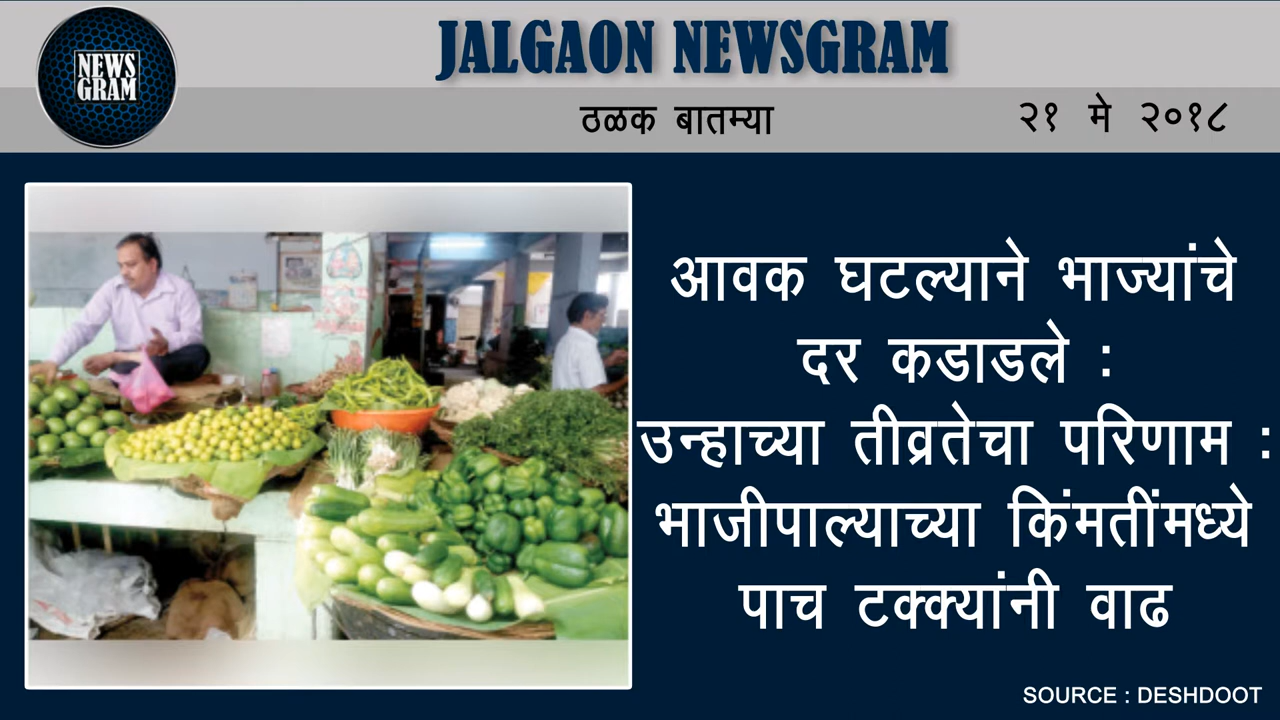 NEWS
GRAM
JALGAON NEWSGRAM
ठळक बातम्या
२१ मे २०१८
आवक घटल्याने भाज्यांचे
दर कडाडले :
उन्हाच्या तीव्रतेचा परिणाम :
भाजीपाल्याच्या किंमतींमध्ये
पाच टक्क्यांनी वाढ
SOURCE : DESHDOOT